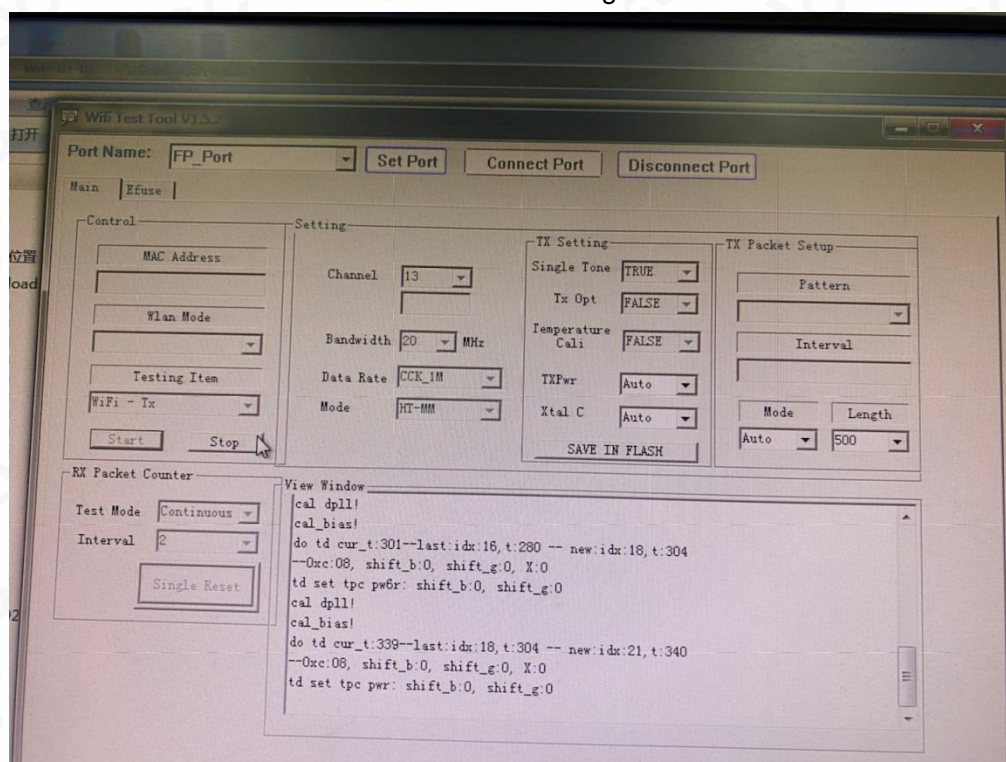 Wifi Test Tool V1.5.2
打开
位置
load
Port Name: FP_Port Set Port Connect Port Disconnect Port
Main Efuse
Control
MAC Address
Wlan Mode
Testing Item
WiFi - Tx
Start Stop
Setting
Channel 13
Bandwidth 20 MHz
Data Rate CCK_1M
Mode HT-MM
TX Setting
Single Tone TRUE
Tx Opt FALSE
Temperature
Cali FALSE
TXPwr Auto
Xtal C Auto
SAVE IN FLASH
TX Packet Setup
Pattern
Interval
Mode Length
Auto 500
RX Packet Counter
Test Mode Continuous
Interval 2
Single Reset
View Window
cal dpll!
cal_bias!
do td cur_t:301--last:idx:16,t:280 -- new:idx:18,t:304
--0xc:08, shift_b:0, shift_g:0, X:0
td set tpc pw6r: shift_b:0, shift_g:0
cal dpll!
cal_bias!
do td cur_t:339--last:idx:18,t:304 -- new:idx:21,t:340
--0xc:08, shift_b:0, shift_g:0, X:0
td set tpc pwr: shift_b:0, shift_g:0